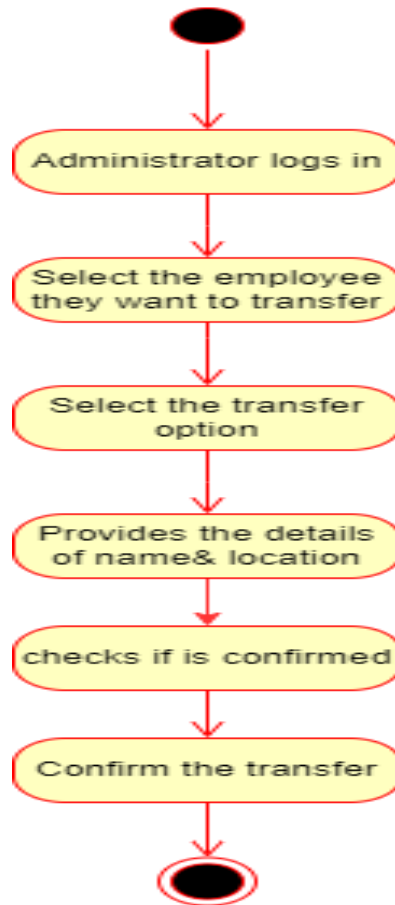 Administrator logs in
Select the employee
they want to transfer
Select the transfer
option
Provides the details
of name& location
checks if is confirmed
Confirm the transfer